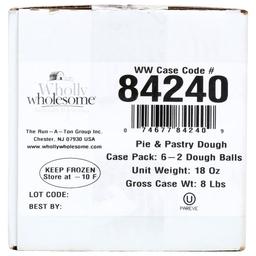 WW Case Code #
84240
Wholly
wholesome
0 74677 84240 9
The Run-A-Ton Group Inc.
Chester, NJ 07930 USA
www.whollywholesome.com
Pie & Pastry Dough
Case Pack: 6-2 Dough Balls
Unit Weight: 18 Oz
Gross Case Wt: 8 Lbs
KEEP FROZEN
Store at -10 F
LOT CODE:
BEST BY:
U
PWREVE